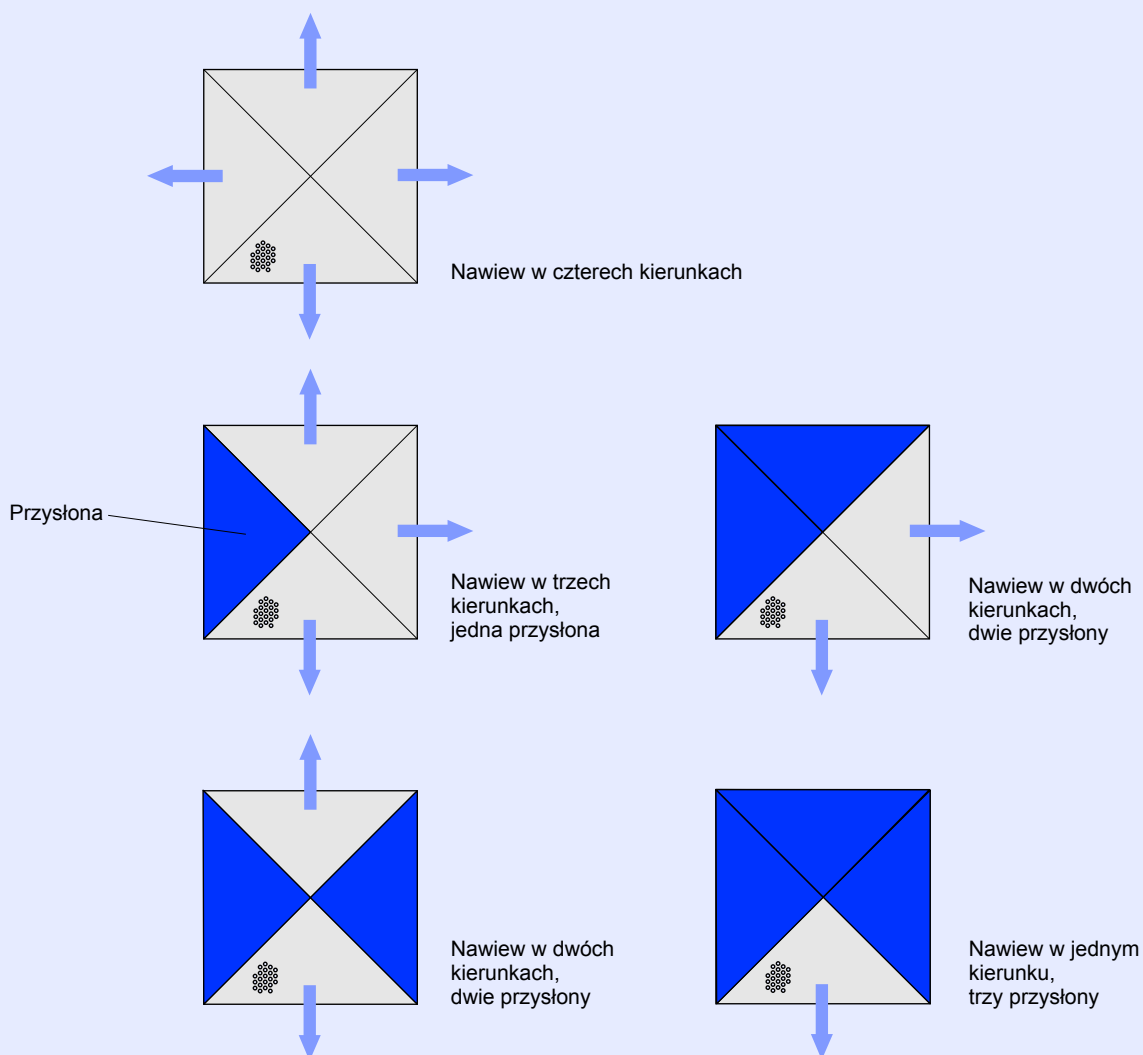 Nawiew w czterech kierunkach
Przysłona
Nawiew w trzech
kierunkach,
jedna przysłona
Nawiew w dwóch
kierunkach,
dwie przysłony
Nawiew w dwóch
kierunkach,
dwie przysłony
Nawiew w jednym
kierunku,
trzy przysłony